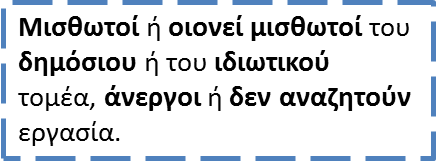 Μισθωτοί ή οιονεί μισθωτοί του
δημόσιου ή του ιδιωτικού
τομέα, άνεργοι ή δεν αναζητούν
εργασία.